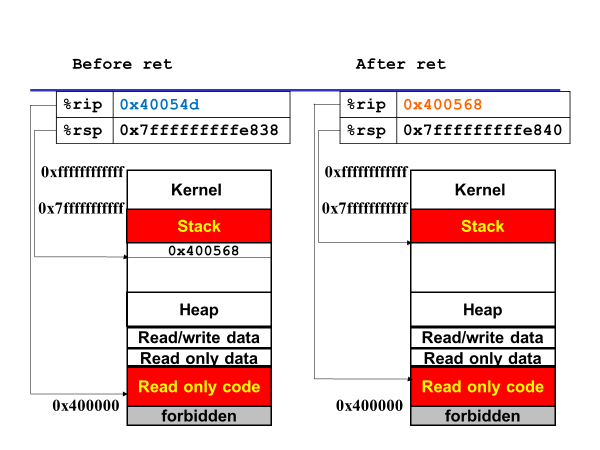 Before ret
After ret
%rip 0x40054d
%rip 0x400568
%rsp 0x7fffffffffe838
%rsp 0x7fffffffffe840
0xffffffffffff
0xffffffffffff
Kernel
Kernel
0x7fffffffffff
0x7fffffffffff
Stack
Stack
0x400568
Heap
Heap
Read/write data
Read/write data
Read only data
Read only data
Read only code
Read only code
0x400000
0x400000
forbidden
forbidden